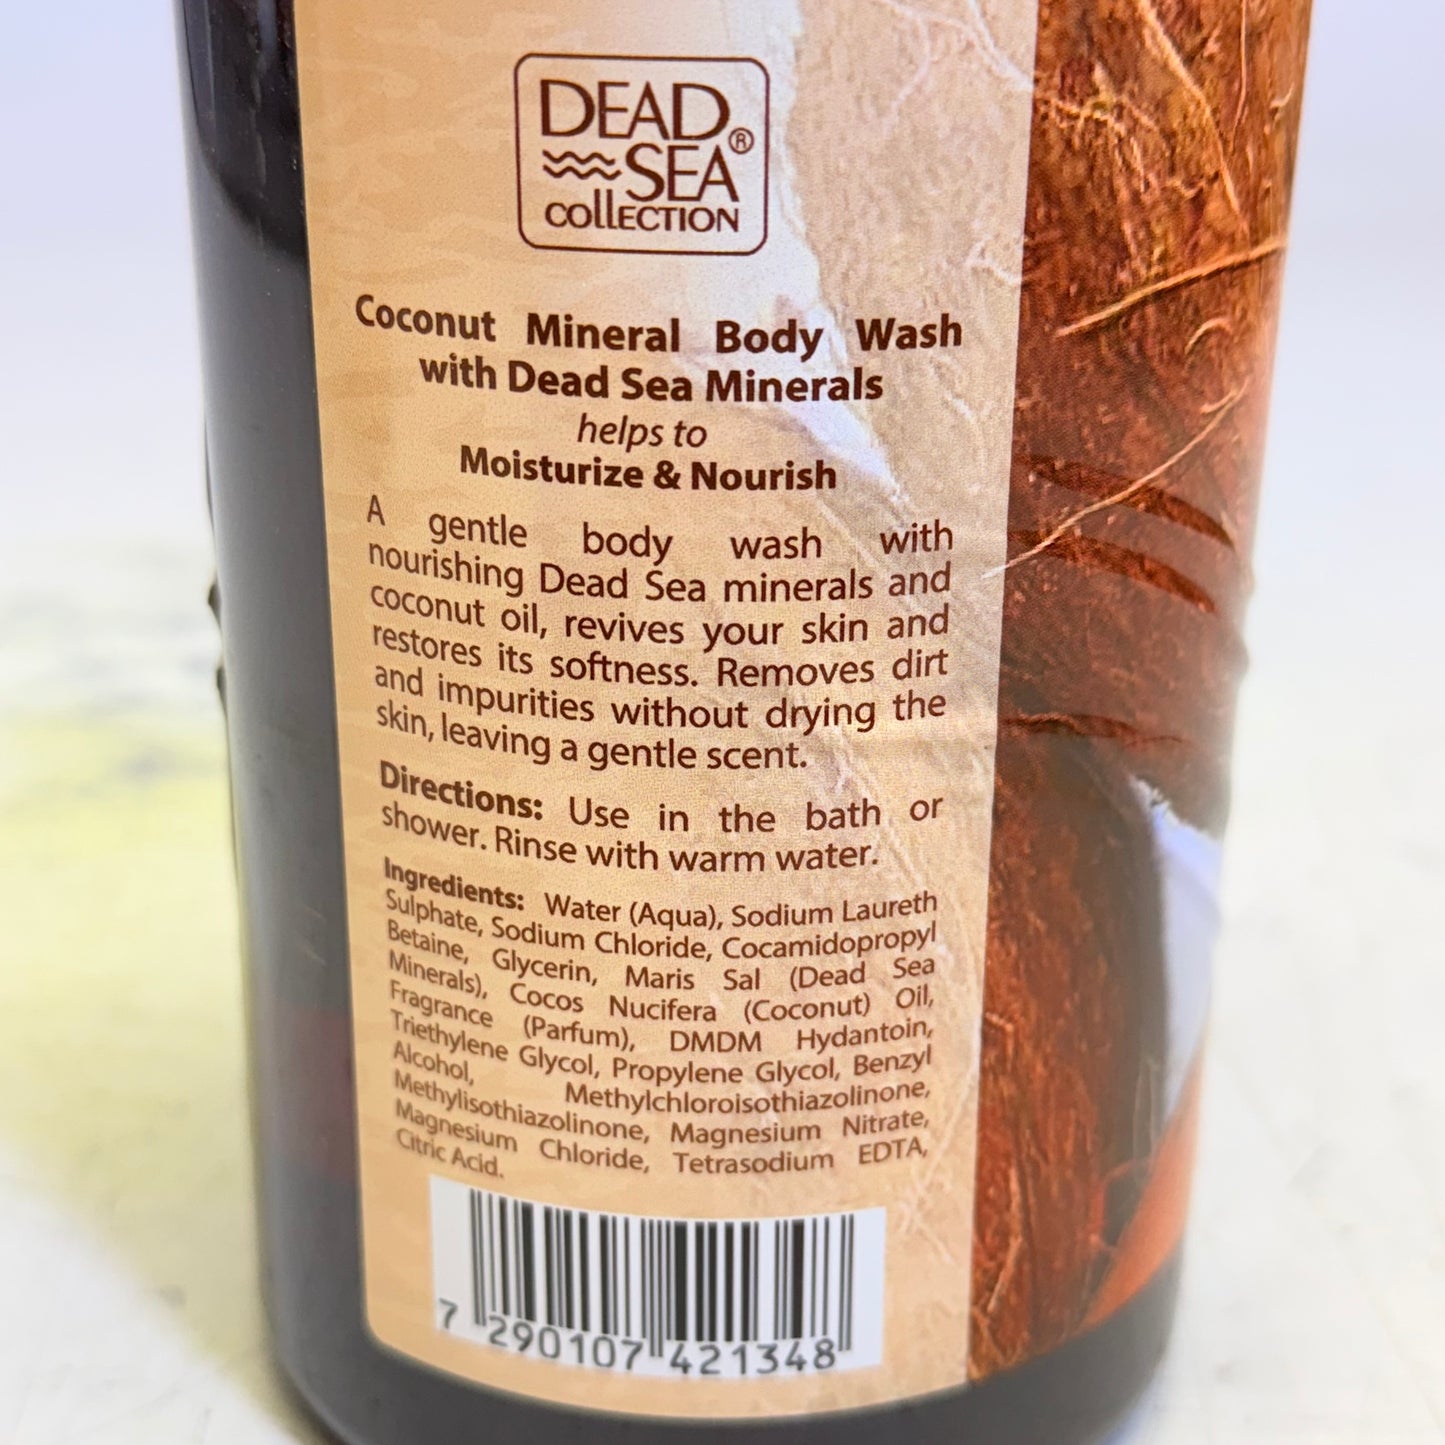 DEAD
SEA®
COLLECTION
Coconut Mineral Body Wash
with Dead Sea Minerals
helps to
Moisturize & Nourish
A gentle body wash with
nourishing Dead Sea minerals and
coconut oil, revives your skin and
restores its softness. Removes dirt
and impurities without drying the
skin, leaving a gentle scent.
Directions: Use in the bath or
shower. Rinse with warm water.
Ingredients: Water (Aqua), Sodium Laureth
Sulphate, Sodium Chloride, Cocamidopropyl
Betaine, Glycerin, Maris Sal (Dead Sea
Minerals), Cocos Nucifera (Coconut) Oil,
Fragrance (Parfum), DMDM Hydantoin,
Triethylene Glycol, Propylene Glycol, Benzyl
Alcohol, Methylchloroisothiazolinone,
Methylisothiazolinone, Magnesium Nitrate,
Magnesium Chloride, Tetrasodium EDTA,
Citric Acid.
7 290107 421348